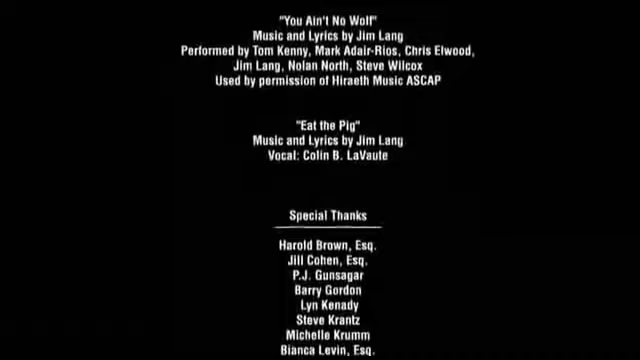 "You Ain't No Wolf"
Music and Lyrics by Jim Lang
Performed by Tom Kenny, Mark Adair-Rios, Chris Elwood,
Jim Lang, Nolan North, Steve Wilcox
Used by permission of Hiraeth Music ASCAP
"Eat the Pig"
Music and Lyrics by Jim Lang
Vocal: Colin B. LaVaute
Special Thanks
Harold Brown, Esq.
Jill Cohen, Esq.
P.J. Gunsagar
Barry Gordon
Lyn Kenady
Steve Krantz
Michelle Krumm
Bianca Levin, Esq.